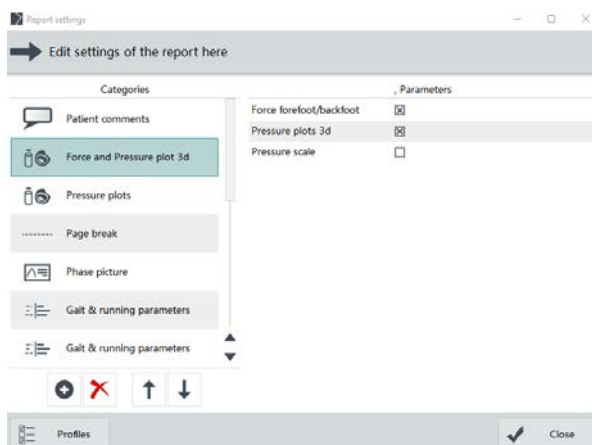 Report settings
Edit settings of the report here
Categories
, Parameters
Patient comments
Force and Pressure plot 3d
Pressure plots
Page break
Phase picture
Gait & running parameters
Gait & running parameters
Force forefoot/backfoot
Pressure plots 3d
Pressure scale
Profiles
Close